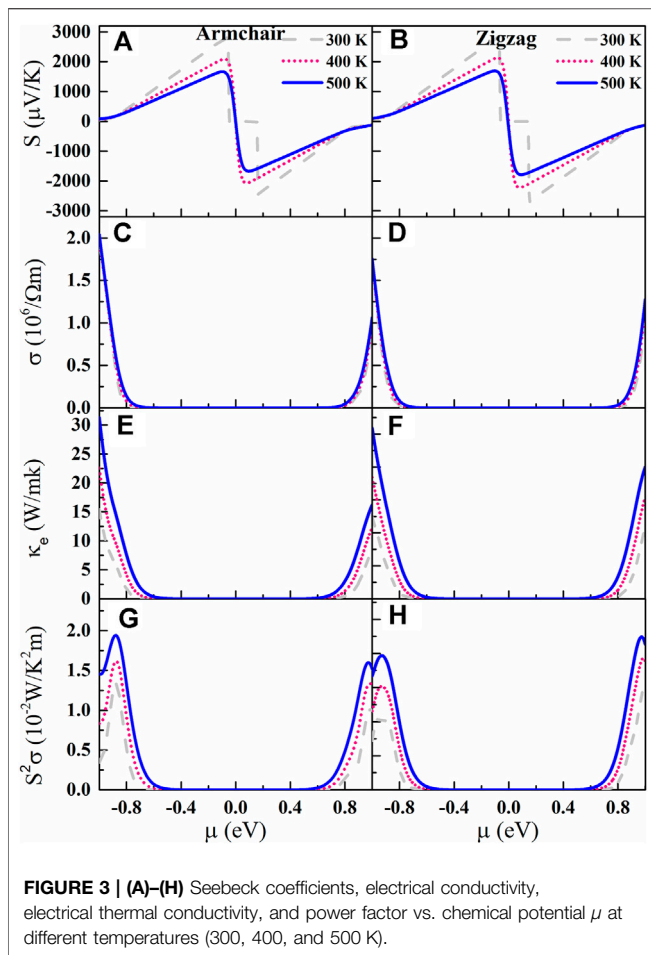 A Armchair
300 K
400 K
500 K
B Zigzag
300 K
400 K
500 K
S (μV/K)
3000
2000
1000
0
-1000
-2000
-3000
C
D
σ (10⁶/Ωm)
2.0
1.5
1.0
0.5
0.0
E
F
κₑ (W/mk)
30
25
20
15
10
5
0
G
H
S²σ (10⁻²W/K²m)
2.0
1.5
1.0
0.5
0.0
-0.8 -0.4 0.0 0.4 0.8
-0.8 -0.4 0.0 0.4 0.8
μ (eV)
μ (eV)
FIGURE 3 | (A)–(H) Seebeck coefficients, electrical conductivity,
electrical thermal conductivity, and power factor vs. chemical potential μ at
different temperatures (300, 400, and 500 K).